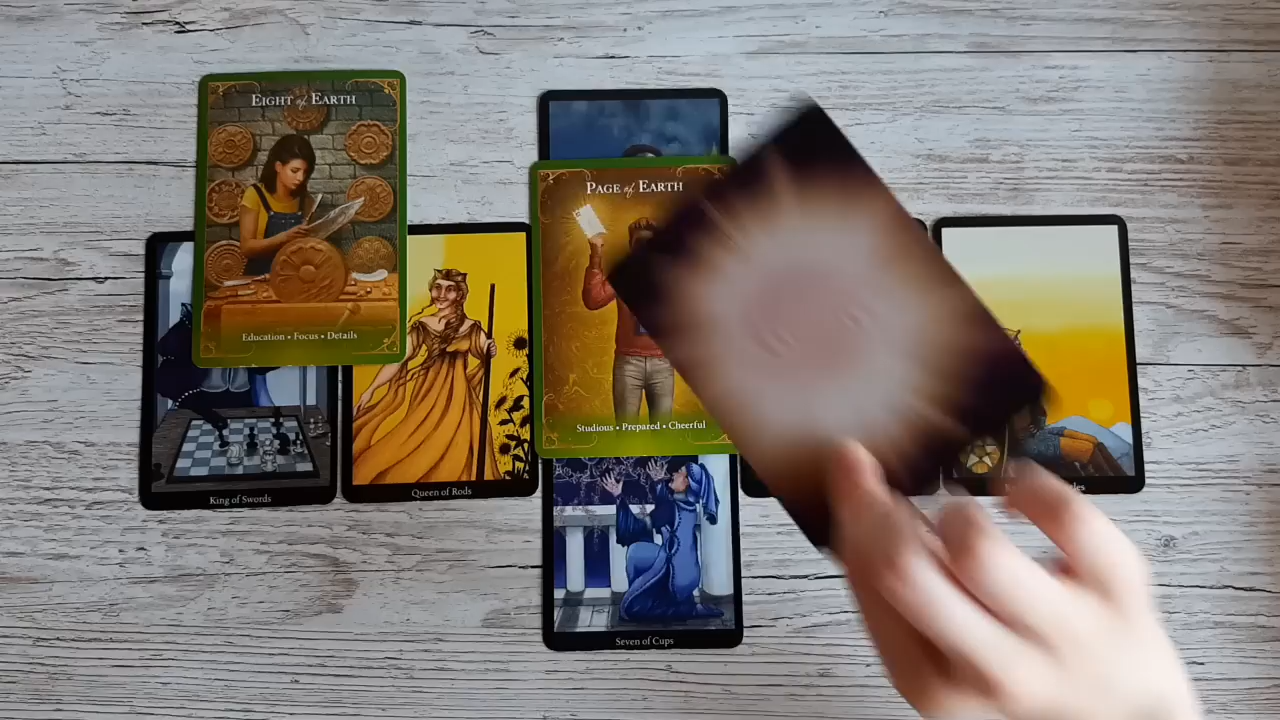 EIGHT of EARTH
Education • Focus • Details
PAGE of EARTH
Studious • Prepared • Cheerful
King of Swords
Queen of Rods
Seven of Cups